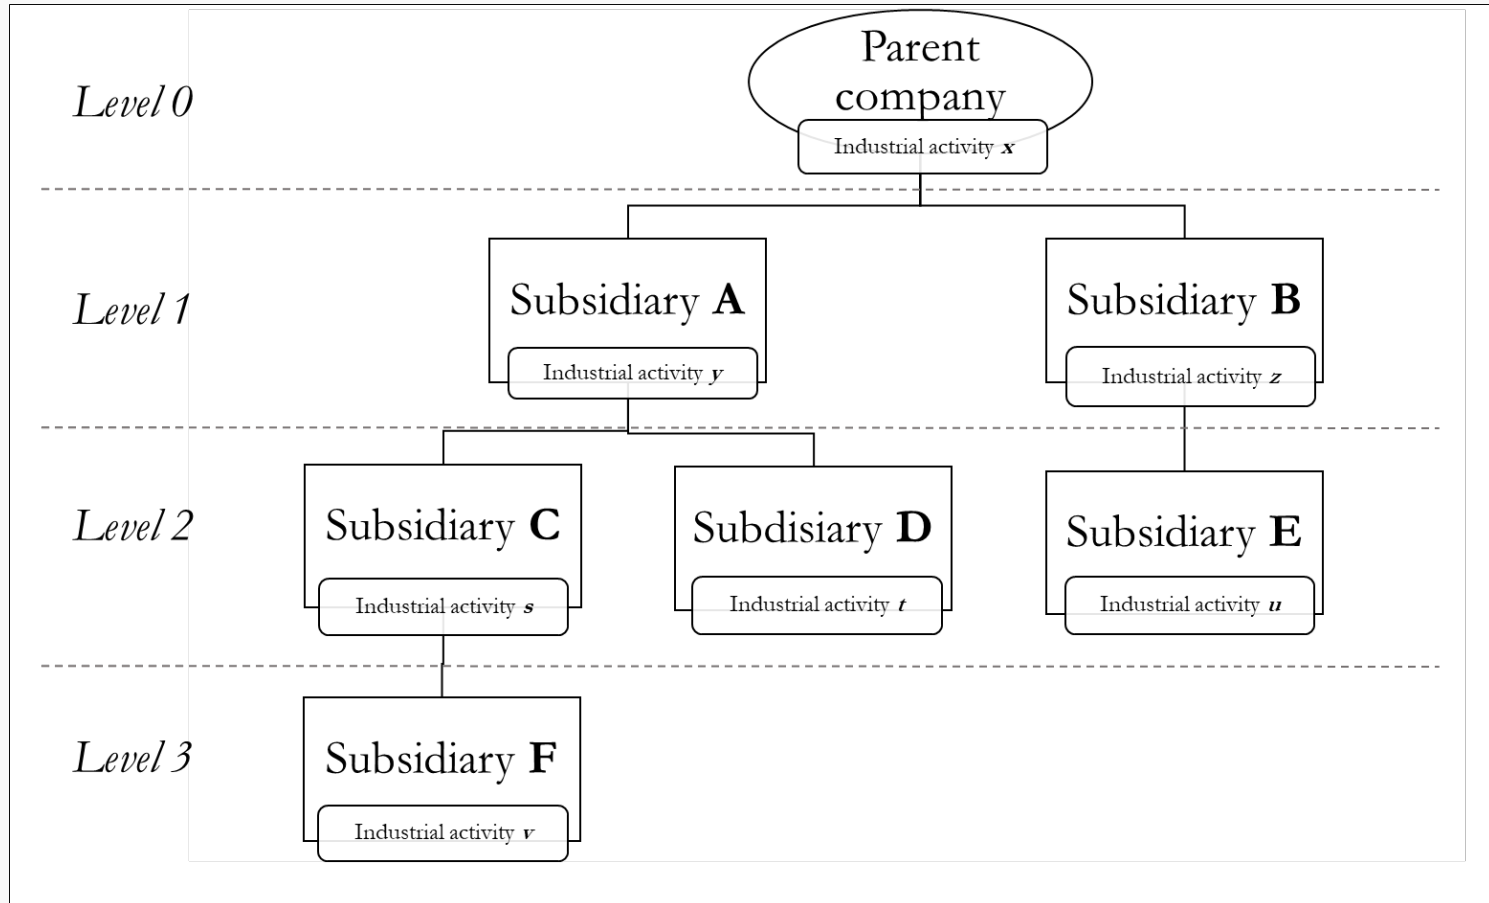 Level 0
Parent
company
Industrial activity x
Level 1
Subsidiary A
Industrial activity y
Subsidiary B
Industrial activity z
Level 2
Subsidiary C
Industrial activity s
Subdisiary D
Industrial activity t
Subsidiary E
Industrial activity u
Level 3
Subsidiary F
Industrial activity v